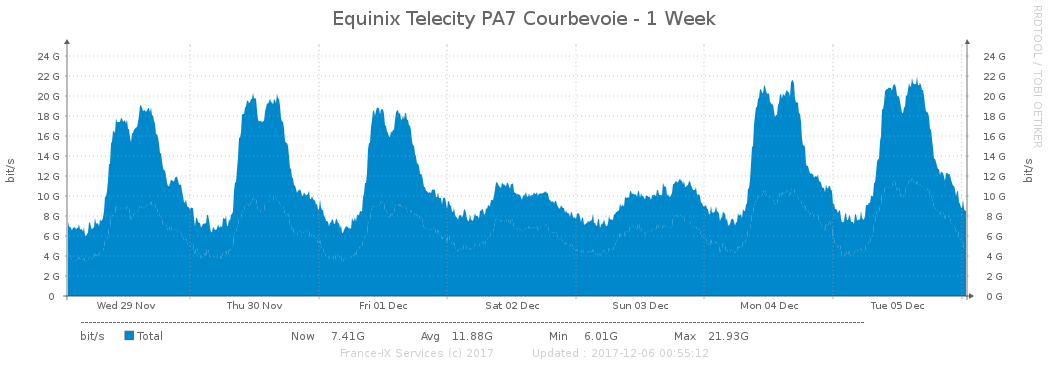 Equinix Telecity PA7 Courbevoie - 1 Week
RRDTOOL / TOBI OETIKER
24 G 24 G
22 G 22 G
20 G 20 G
18 G 18 G
16 G 16 G
14 G 14 G
12 G 12 G
10 G 10 G
8 G 8 G
6 G 6 G
4 G 4 G
2 G 2 G
0 0 G
bit/s bit/s
Wed 29 Nov Thu 30 Nov Fri 01 Dec Sat 02 Dec Sun 03 Dec Mon 04 Dec Tue 05 Dec
bit/s Total Now 7.41G Avg 11.88G Min 6.01G Max 21.93G
France-IX Services (c) 2017 Updated : 2017-12-06 00:55:12